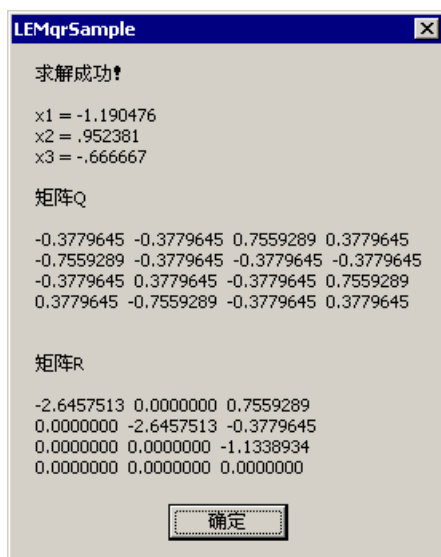 LEMqrSample
求解成功!
x1 = -1.190476
x2 = .952381
x3 = -.666667
矩阵Q
-0.3779645 -0.3779645 0.7559289 0.3779645
-0.7559289 -0.3779645 -0.3779645 -0.3779645
-0.3779645 0.3779645 -0.3779645 0.7559289
0.3779645 -0.7559289 -0.3779645 0.3779645
矩阵R
-2.6457513 0.0000000 0.7559289
0.0000000 -2.6457513 -0.3779645
0.0000000 0.0000000 -1.1338934
0.0000000 0.0000000 0.0000000
确定